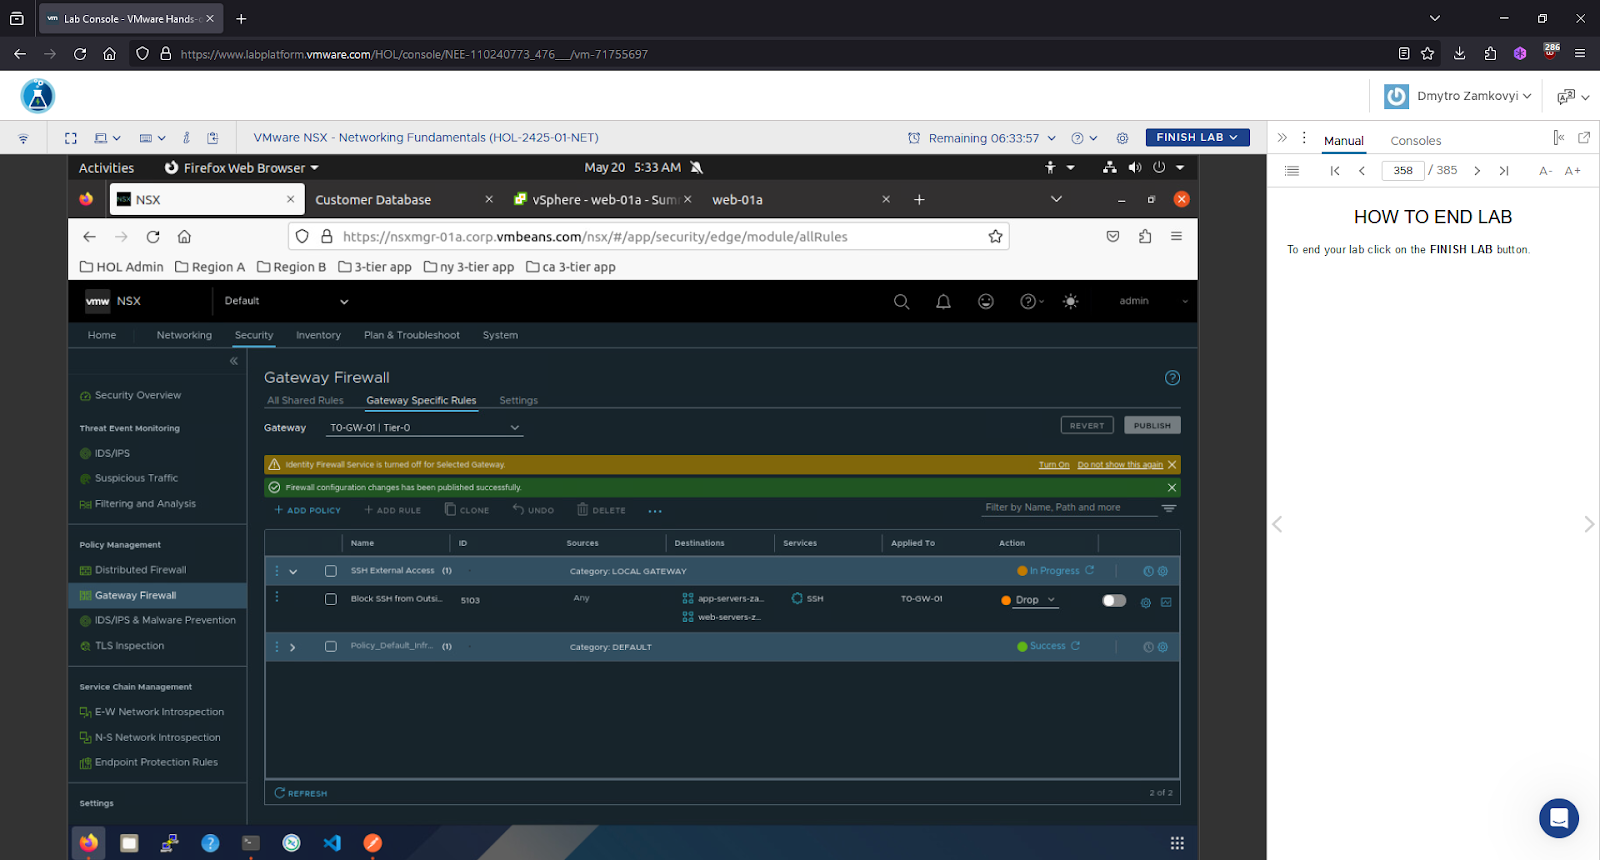 Lab Console - VMware Hands-o
https://www.labplatform.vmware.com/HOL/console/NEE-110240773_476___/vm-71755697
286
Dmytro Zamkovyi
VMware NSX - Networking Fundamentals (HOL-2425-01-NET)
Remaining 06:33:57
FINISH LAB
Manual
Consoles
358 / 385
A-
A+
HOW TO END LAB
To end your lab click on the FINISH LAB button.
Activities
Firefox Web Browser
May 20 5:33 AM
NSX
Customer Database
vSphere - web-01a - Sum
web-01a
https://nsxmgr-01a.corp.vmbeans.com/nsx/#/app/security/edge/module/allRules
HOL Admin
Region A
Region B
3-tier app
ny 3-tier app
ca 3-tier app
vmw NSX
Default
admin
Home
Networking
Security
Inventory
Plan & Troubleshoot
System
Security Overview
Threat Event Monitoring
IDS/IPS
Suspicious Traffic
Filtering and Analysis
Policy Management
Distributed Firewall
Gateway Firewall
IDS/IPS & Malware Prevention
TLS Inspection
Service Chain Management
E-W Network Introspection
N-S Network Introspection
Endpoint Protection Rules
Settings
Gateway Firewall
All Shared Rules
Gateway Specific Rules
Settings
Gateway
T0-GW-01 | Tier-0
REVERT
PUBLISH
Identity Firewall Service is turned off for Selected Gateway.
Turn On
Do not show this again
Firewall configuration changes has been published successfully.
ADD POLICY
ADD RULE
CLONE
UNDO
DELETE
Filter by Name, Path and more
Name
ID
Sources
Destinations
Services
Applied To
Action
SSH External Access (1)
Category: LOCAL GATEWAY
In Progress
Block SSH from Outsi...
5103
Any
app-servers-za...
web-servers-z...
SSH
T0-GW-01
Drop
Policy_Default_Infr... (1)
Category: DEFAULT
Success
REFRESH
2 of 2